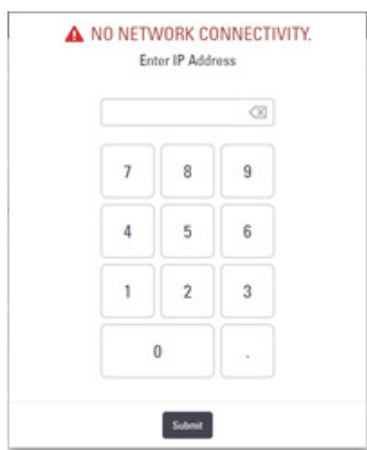 NO NETWORK CONNECTIVITY.
Enter IP Address
7 8 9
4 5 6
1 2 3
0 .
Submit